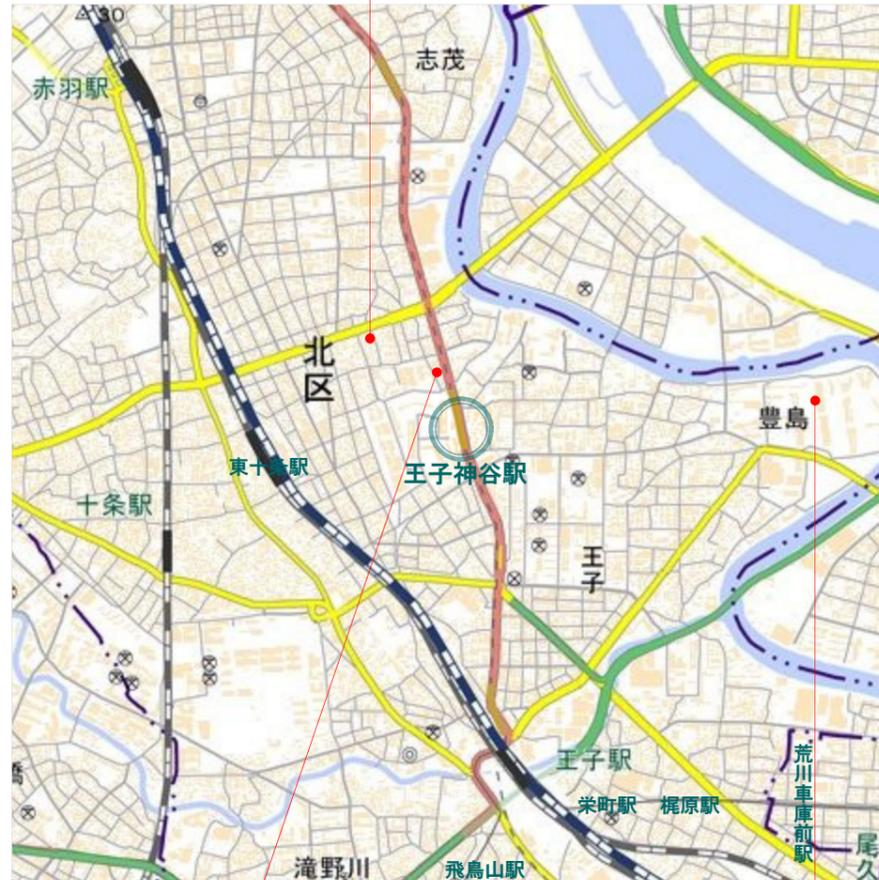 30
志茂
赤羽駅
北区
豊島
東十条駅
王子神谷駅
十条駅
王子
王子駅
荒川車庫前駅
栄町駅
梶原駅
尾久
滝野川
飛鳥山駅